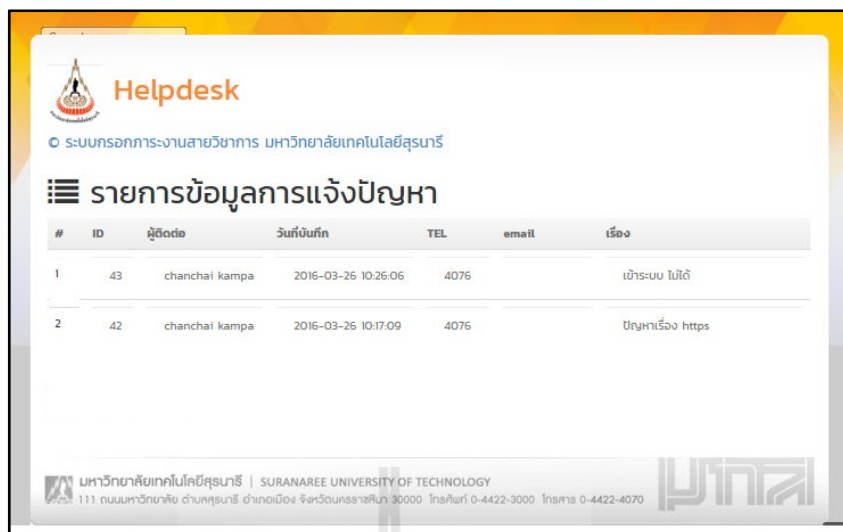 Helpdesk
© ระบบกรอกภาระงานสายวิชาการ มหาวิทยาลัยเทคโนโลยีสุรนารี
รายการข้อมูลการแจ้งปัญหา
# ID ผู้ติดต่อ วันที่บันทึก TEL email เรื่อง
1 43 chanchai kampa 2016-03-26 10:26:06 4076 เข้าระบบ ไม่ได้
2 42 chanchai kampa 2016-03-26 10:17:09 4076 ปัญหาเรื่อง https
มหาวิทยาลัยเทคโนโลยีสุรนารี | SURANAREE UNIVERSITY OF TECHNOLOGY
111 ถนนมหาวิทยาลัย ตำบลสุรนารี อำเภอเมือง จังหวัดนครราชสีมา 30000 โทรศัพท์ 0-4422-3000 โทรสาร 0-4422-4070
มทส